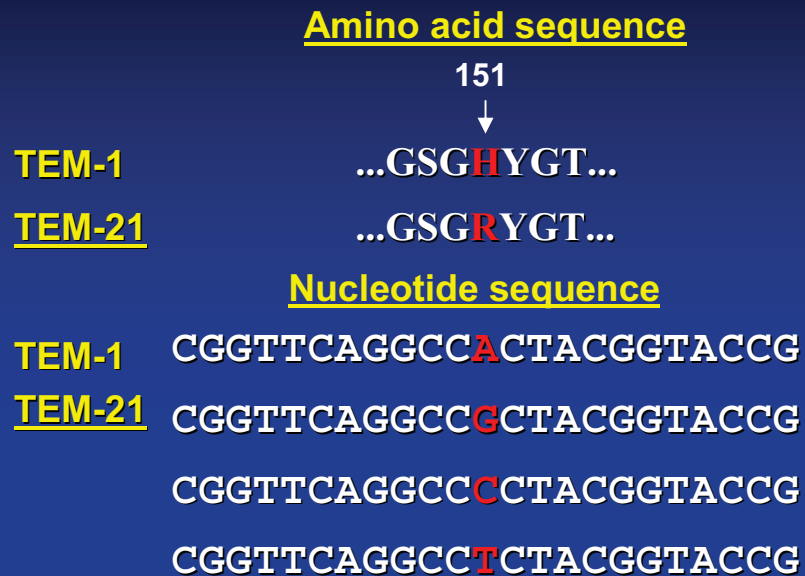 Amino acid sequence
151
TEM-1 ...GSGHYGT...
TEM-21 ...GSGRYGT...
Nucleotide sequence
TEM-1 CGGTTCAGGCCACTACGGTACCG
TEM-21 CGGTTCAGGCCGCTACGGTACCG
CGGTTCAGGCCCCTACGGTACCG
CGGTTCAGGCCTCTACGGTACCG